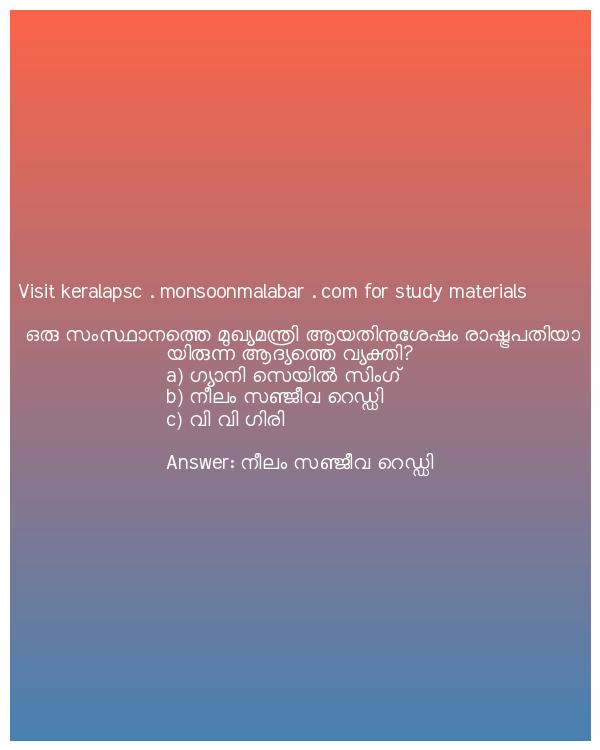 Visit keralapsc . monsoonmalabar . com for study materials
ഒരു സംസ്ഥാനത്തെ മുഖ്യമന്ത്രി ആയതിനുശേഷം രാഷ്ട്രപതിയാ
യിരുന്ന ആദ്യത്തെ വ്യക്തി?
a) ഗ്യാനി സെയിൽ സിംഗ്
b) നീലം സഞ്ജീവ റെഡ്ഡി
c) വി വി ഗിരി
Answer: നീലം സഞ്ജീവ റെഡ്ഡി